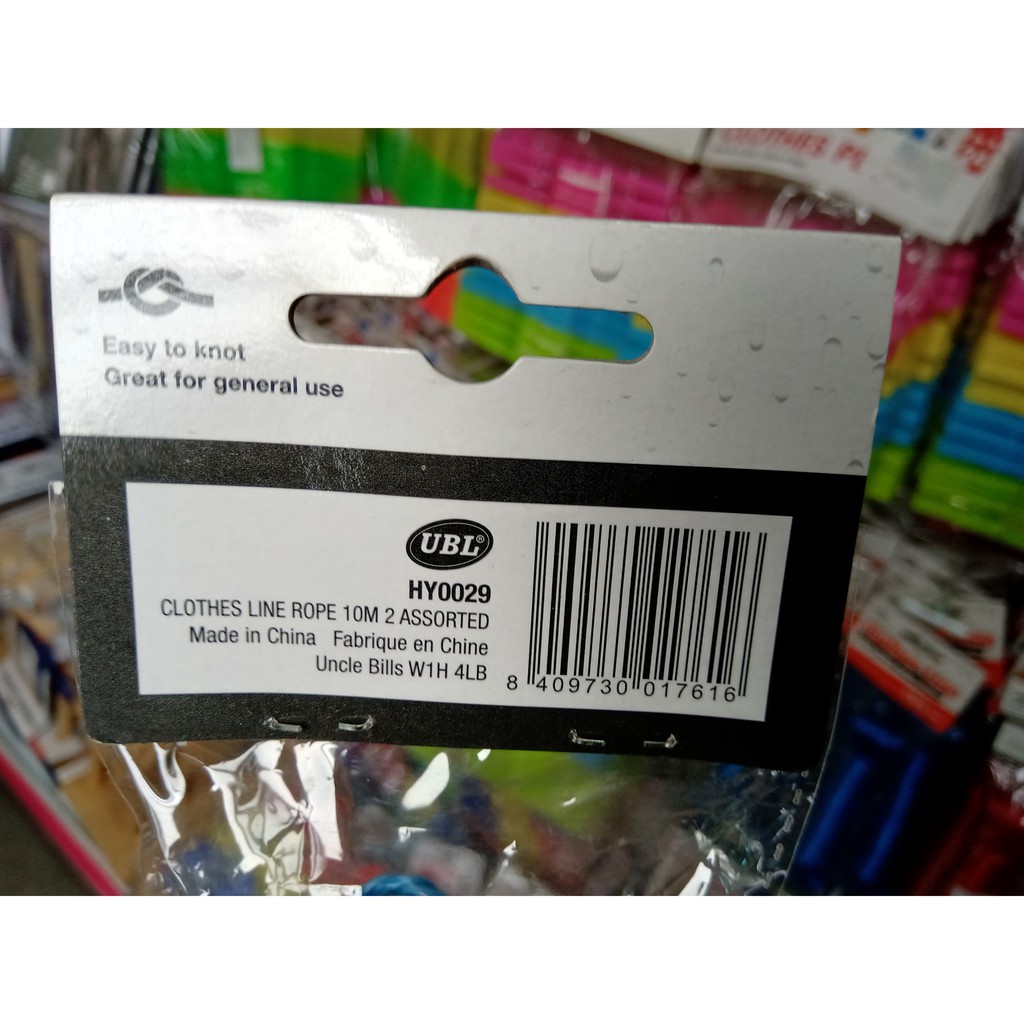 CLOTHES
Easy to knot
Great for general use
UBL®
HY0029
CLOTHES LINE ROPE 10M 2 ASSORTED
Made in China Fabrique en Chine
Uncle Bills W1H 4LB
8 409730 017616